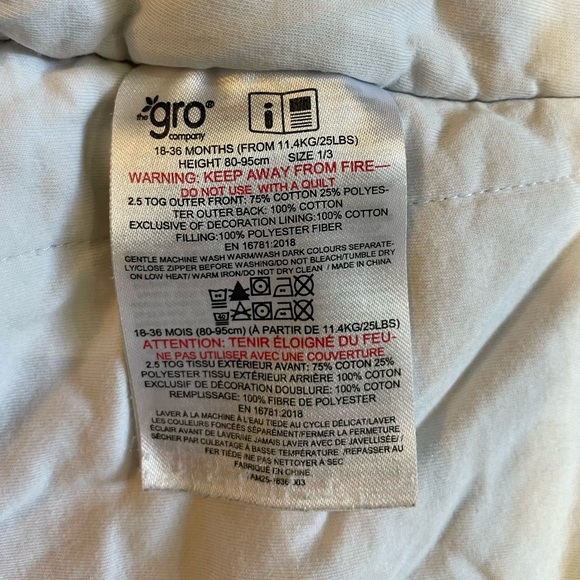 the gro®
company
18-36 MONTHS (FROM 11.4KG/25LBS)
HEIGHT 80-95cm SIZE 1/3
WARNING: KEEP AWAY FROM FIRE—
DO NOT USE WITH A QUILT
2.5 TOG OUTER FRONT: 75% COTTON 25% POLYES-
TER OUTER BACK: 100% COTTON
EXCLUSIVE OF DECORATION LINING:100% COTTON
FILLING:100% POLYESTER FIBER
EN 16781:2018
GENTLE MACHINE WASH WARM/WASH DARK COLOURS SEPARATE-
LY/CLOSE ZIPPER BEFORE WASHING/DO NOT BLEACH/TUMBLE DRY
ON LOW HEAT/ WARM IRON/DO NOT DRY CLEAN / MADE IN CHINA
40
18-36 MOIS (80-95cm) (À PARTIR DE 11.4KG/25LBS)
ATTENTION: TENIR ÉLOIGNÉ DU FEU-
NE PAS UTILISER AVEC UNE COUVERTURE
2.5 TOG TISSU EXTÉRIEUR AVANT: 75% COTON 25%
POLYESTER TISSU EXTÉRIEUR ARRIÈRE 100% COTON
EXCLUSIF DE DÉCORATION DOUBLURE: 100% COTON
REMPLISSAGE: 100% FIBRE DE POLYESTER
EN 16781:2018
LAVER À LA MACHINE À L'EAU TIEDE AU CYCLE DÉLICAT/LAVER
LES COULEURS FONCÉES SÉPARÉMENT/FERMER LA FERMETURE
ÉCLAIR AVANT DE LAVER/NE JAMAIS LAVER AVEC DE JAVELLISÉE/ /
SÉCHER PAR CULBUTAGE À BASSE TEMPÉRATURE. /REPASSER AU
FER TIÈDE/NE PAS NETTOYER À SEC
FABRIQUÉ EN CHINE.